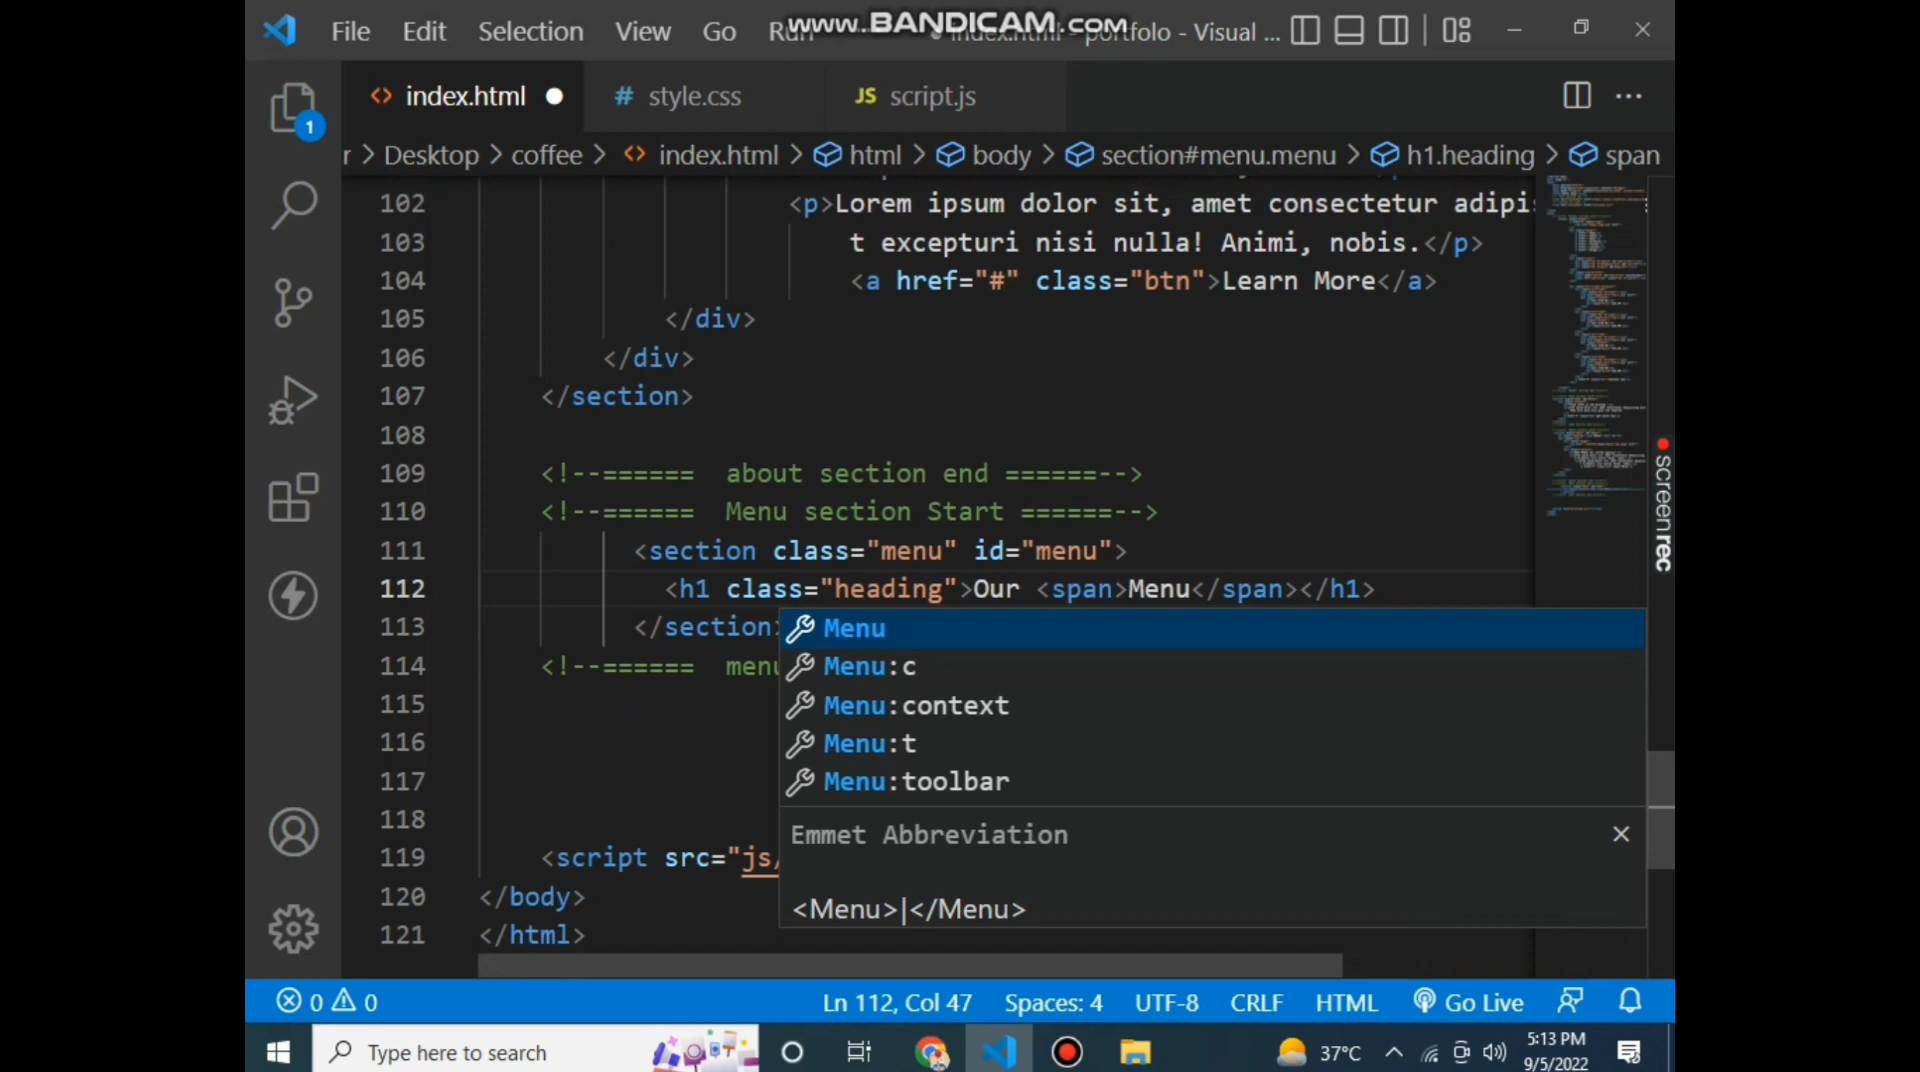 File Edit Selection View Go Run index.html - portfolo - Visual ...
www.BANDICAM.com
index.html # style.css JS script.js
1
r > Desktop > coffee > index.html > html > body > section#menu.menu > h1.heading > span
102 <p>Lorem ipsum dolor sit, amet consectetur adipis
103 t excepturi nisi nulla! Animi, nobis.</p>
104 <a href="#" class="btn">Learn More</a>
105 </div>
106 </div>
107 </section>
108
109 <!--====== about section end ======-->
110 <!--====== Menu section Start ======-->
111 <section class="menu" id="menu">
112 <h1 class="heading">Our <span>Menu</span></h1>
113 </section>
114 <!--====== menu
115
116
117
118
119 <script src="js/
120 </body>
121 </html>
Menu
Menu:c
Menu:context
Menu:t
Menu:toolbar
Emmet Abbreviation
<Menu>|</Menu>
screenrec
0 0 Ln 112, Col 47 Spaces: 4 UTF-8 CRLF HTML Go Live
Type here to search 37°C 5:13 PM
9/5/2022